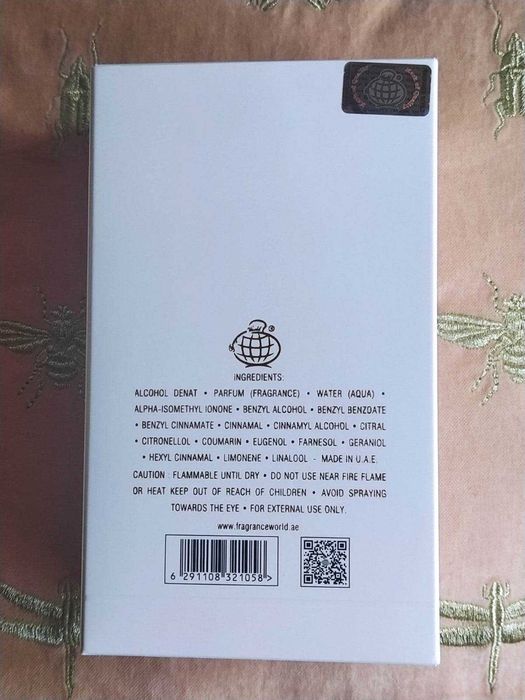 World ®
INGREDIENTS:
ALCOHOL DENAT • PARFUM (FRAGRANCE) • WATER (AQUA) •
ALPHA-ISOMETHYL IONONE • BENZYL ALCOHOL • BENZYL BENZOATE
• BENZYL CINNAMATE • CINNAMAL • CINNAMYL ALCOHOL • CITRAL
• CITRONELLOL • COUMARIN • EUGENOL • FARNESOL • GERANIOL
• HEXYL CINNAMAL • LIMONENE • LINALOOL - MADE IN U.A.E.
CAUTION : FLAMMABLE UNTIL DRY • DO NOT USE NEAR FIRE FLAME
OR HEAT KEEP OUT OF REACH OF CHILDREN • AVOID SPRAYING
TOWARDS THE EYE • FOR EXTERNAL USE ONLY.
www.fragranceworld.ae
6 291108 321058 >